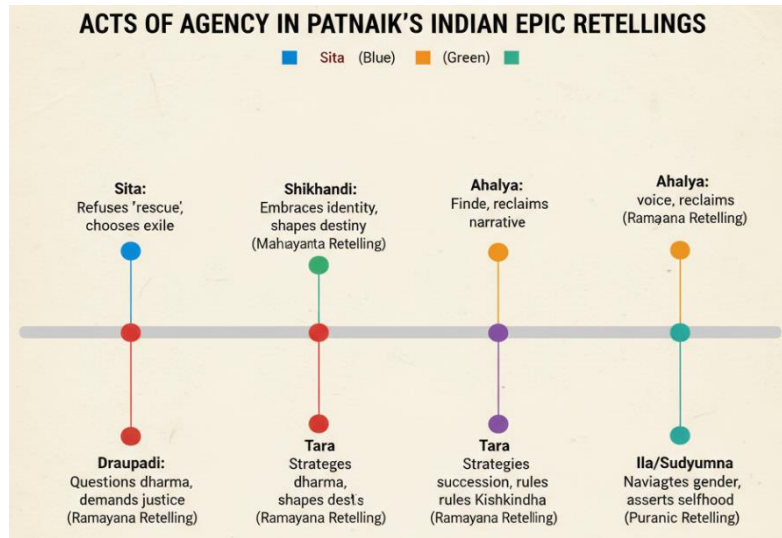 ACTS OF AGENCY IN PATNAIK'S INDIAN EPIC RETELLINGS
Sita (Blue) (Green)
Sita:
Refuses 'rescue',
chooses exile
Shikhandi:
Embraces identity,
shapes destiny
(Mahayanta Retelling)
Ahalya:
Finde, reclaims
narrative
Ahalya:
voice, reclaims
(Ramaana Retelling)
Draupadi:
Questions dharma,
demands justice
(Ramayana Retelling)
Tara
Strateges
dharma,
shapes dests
(Ramayana Retelling)
Tara
Strategies
succession, rules
rules Kishkindha
(Ramayana Retelling)
Ila/Sudyumna
Naviagtes gender,
asserts selfhood
(Puranic Retelling)